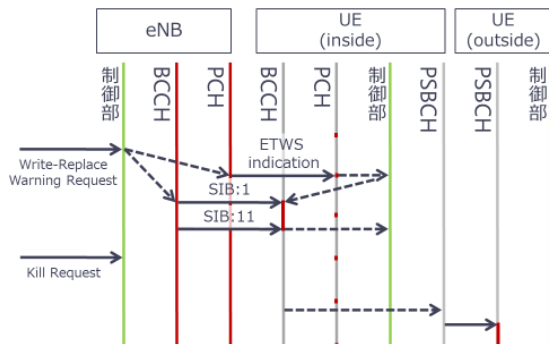 eNB
UE
(inside)
UE
(outside)
制御部
BCCH
PCH
BCCH
PCH
制御部
PSBCH
PSBCH
制御部
Write-Replace
Warning Request
ETWS
indication
SIB:1
SIB:11
Kill Request